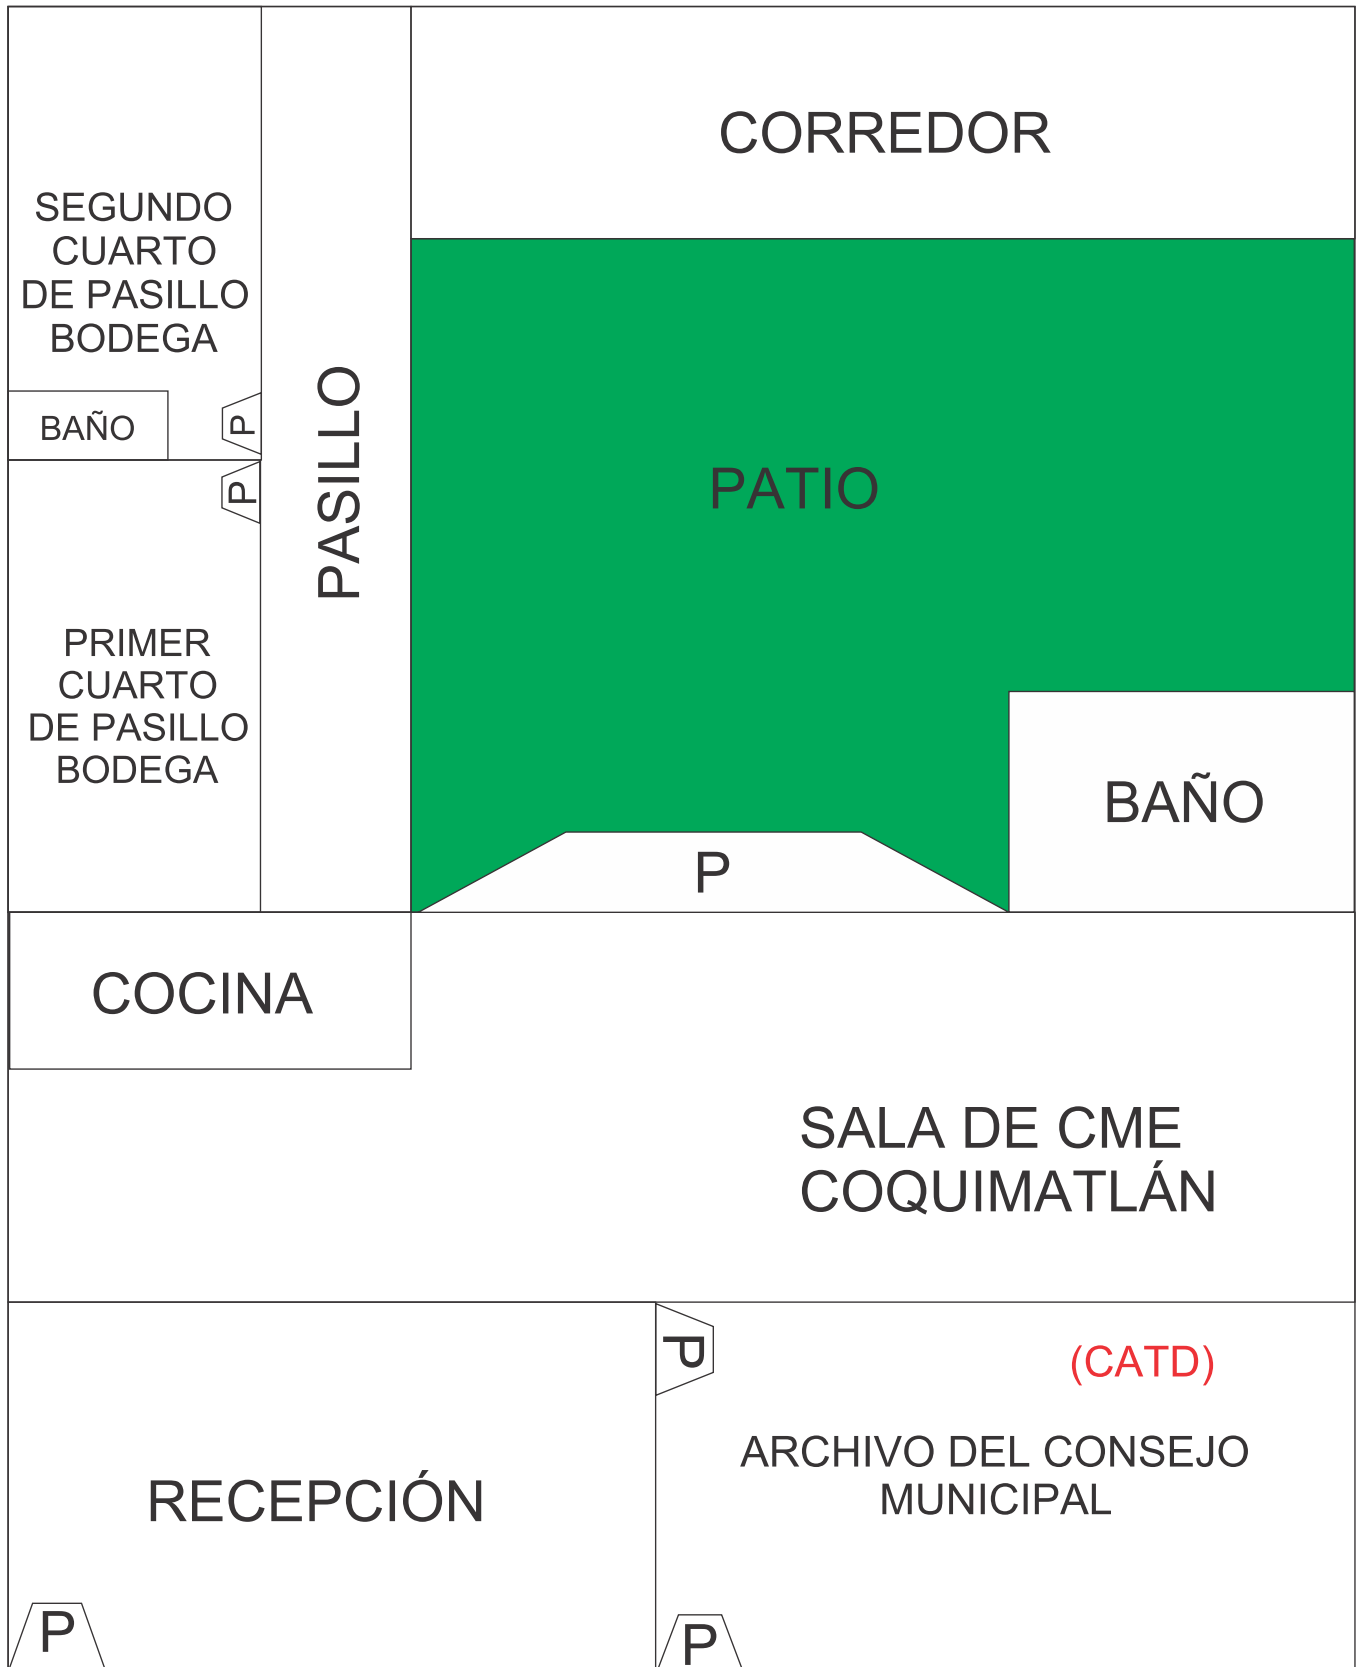 CORREDOR
SEGUNDO
CUARTO
DE PASILLO
BODEGA
BAÑO
P
P
PASILLO
PATIO
PRIMER
CUARTO
DE PASILLO
BODEGA
BAÑO
P
COCINA
SALA DE CME
COQUIMATLÁN
P
(CATD)
ARCHIVO DEL CONSEJO
MUNICIPAL
RECEPCIÓN
P
P